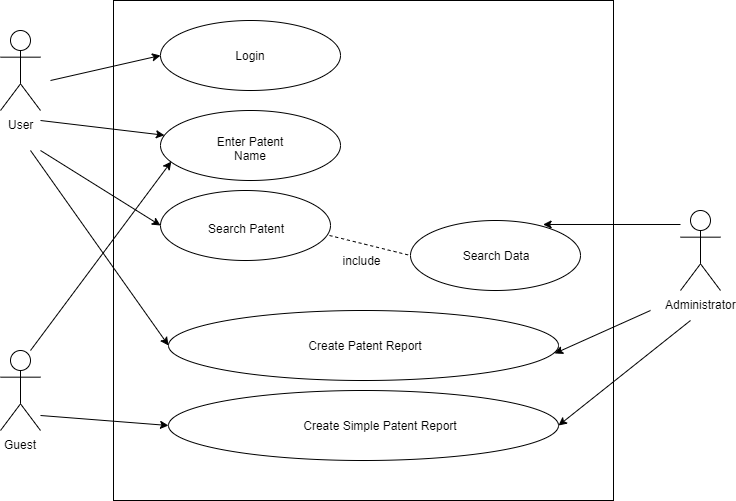 Login
User
Enter Patent
Name
Search Patent
Search Data
include
Administrator
Create Patent Report
Create Simple Patent Report
Guest